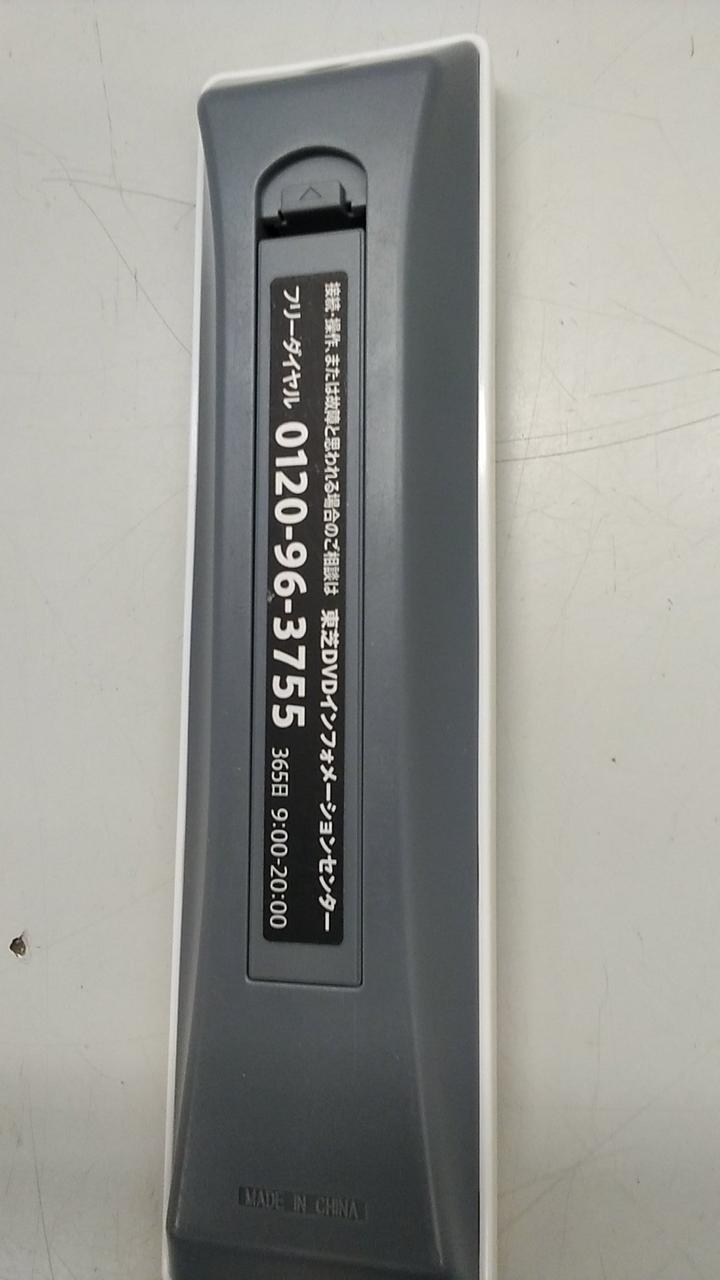 接続・操作、または故障と思われる場合のご相談は 東芝DVDインフォメーションセンター
フリーダイヤル 0120-96-3755 365日 9:00-20:00
MADE IN CHINA